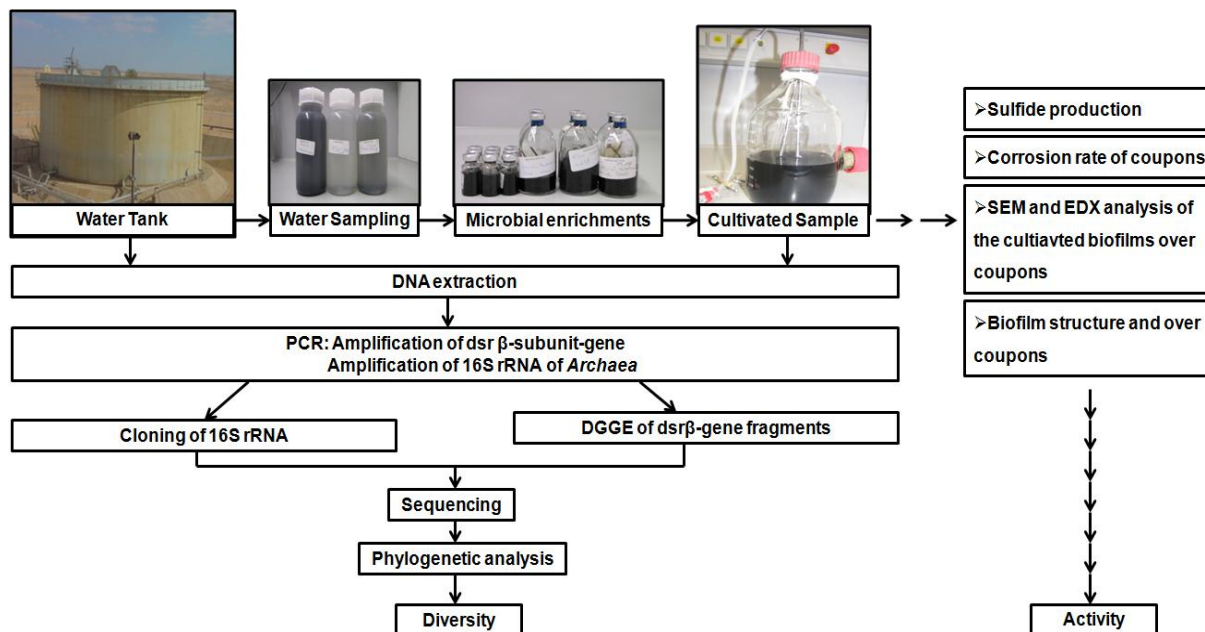 Water Tank
Water Sampling
Microbial enrichments
Cultivated Sample
➢Sulfide production
➢Corrosion rate of coupons
➢SEM and EDX analysis of
the cultiavted biofilms over
coupons
➢Biofilm structure and over
coupons
DNA extraction
PCR: Amplification of dsr β-subunit-gene
Amplification of 16S rRNA of Archaea
Cloning of 16S rRNA
DGGE of dsrβ-gene fragments
Sequencing
Phylogenetic analysis
Diversity
Activity